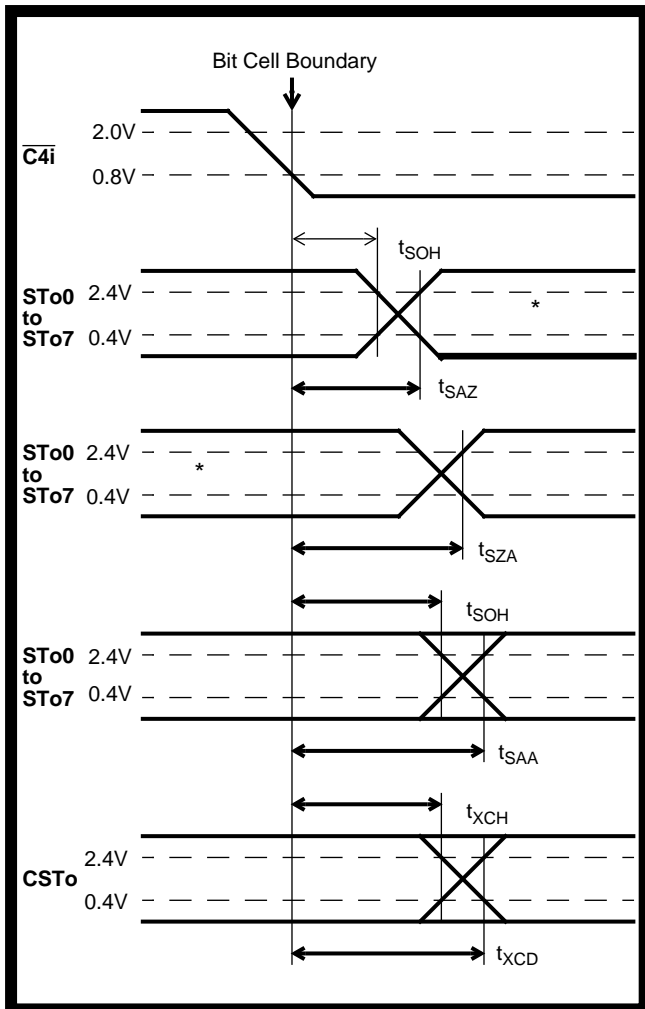 Bit Cell Boundary
C4i
2.0V
0.8V
tSOH
STo0
to
STo7
2.4V
0.4V
*
tSAZ
STo0
to
STo7
2.4V
0.4V
*
tSZA
tSOH
STo0
to
STo7
2.4V
0.4V
tSAA
tXCH
CSTo
2.4V
0.4V
tXCD